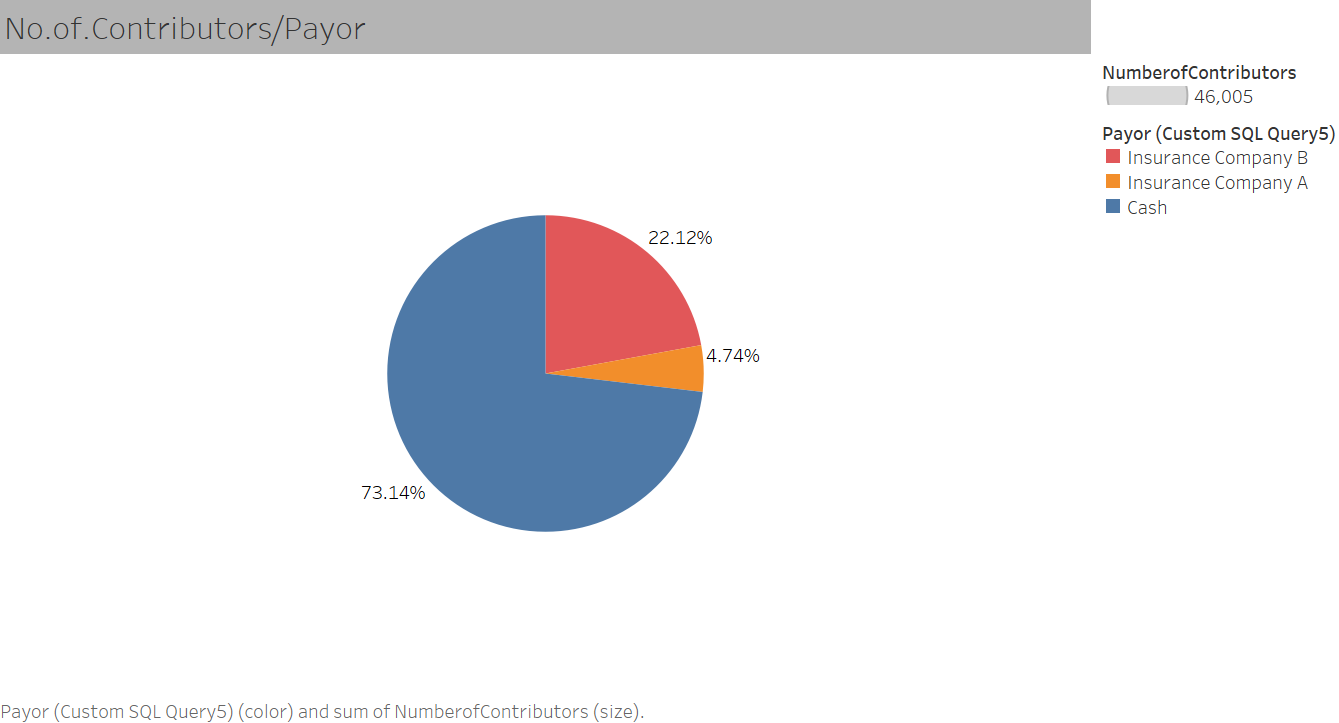 No.of.Contributors/Payor
NumberofContributors
46,005
Payor (Custom SQL Query5)
Insurance Company B
Insurance Company A
Cash
22.12%
4.74%
73.14%
Payor (Custom SQL Query5) (color) and sum of NumberofContributors (size).